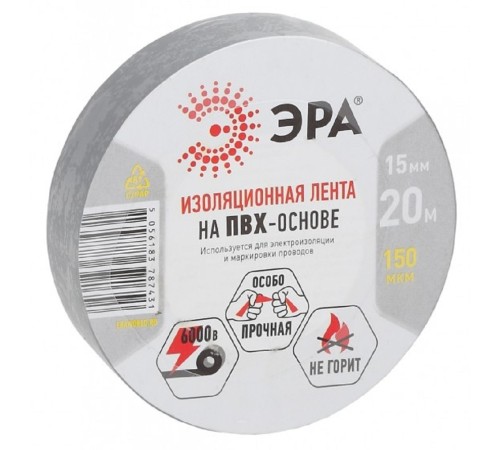 ЭРА®
ИЗОЛЯЦИОННАЯ ЛЕНТА
НА ПВХ-ОСНОВЕ
Используется для электроизоляции
и маркировки проводов
15 мм
20 м
150
МКМ
6000В
ОСОБО
ПРОЧНАЯ
НЕ ГОРИТ
5 056183 787431